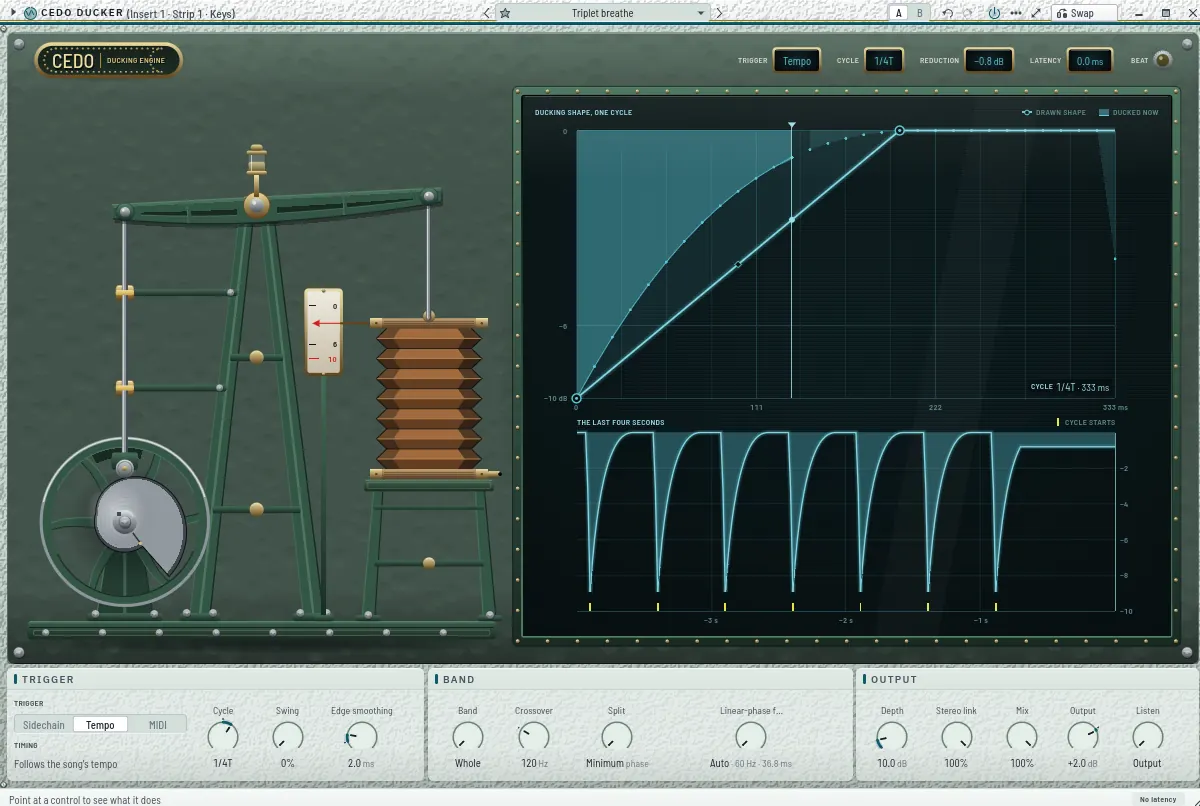 CEDO DUCKER (Insert 1 · Strip 1 · Keys)
Triplet breathe
A B
Swap
CEDO DUCKING ENGINE
TRIGGER Tempo CYCLE 1/4T REDUCTION −0.8 dB LATENCY 0.0 ms BEAT
DUCKING SHAPE, ONE CYCLE
DRAWN SHAPE DUCKED NOW
0
−6
−10 dB
CYCLE 1/4T · 333 ms
0 111 222 333 ms
0
6
10
THE LAST FOUR SECONDS
CYCLE STARTS
−2
−4
−6
−8
−10
−3 s −2 s −1 s
TRIGGER
TRIGGER
Sidechain Tempo MIDI
TIMING
Follows the song's tempo
Cycle Swing Edge smoothing
1/4T 0% 2.0 ms
BAND
Band Crossover Split Linear-phase f…
Whole 120 Hz Minimum phase Auto · 60 Hz · 36.8 ms
OUTPUT
Depth Stereo link Mix Output Listen
10.0 dB 100% 100% +2.0 dB Output
Point at a control to see what it does
No latency